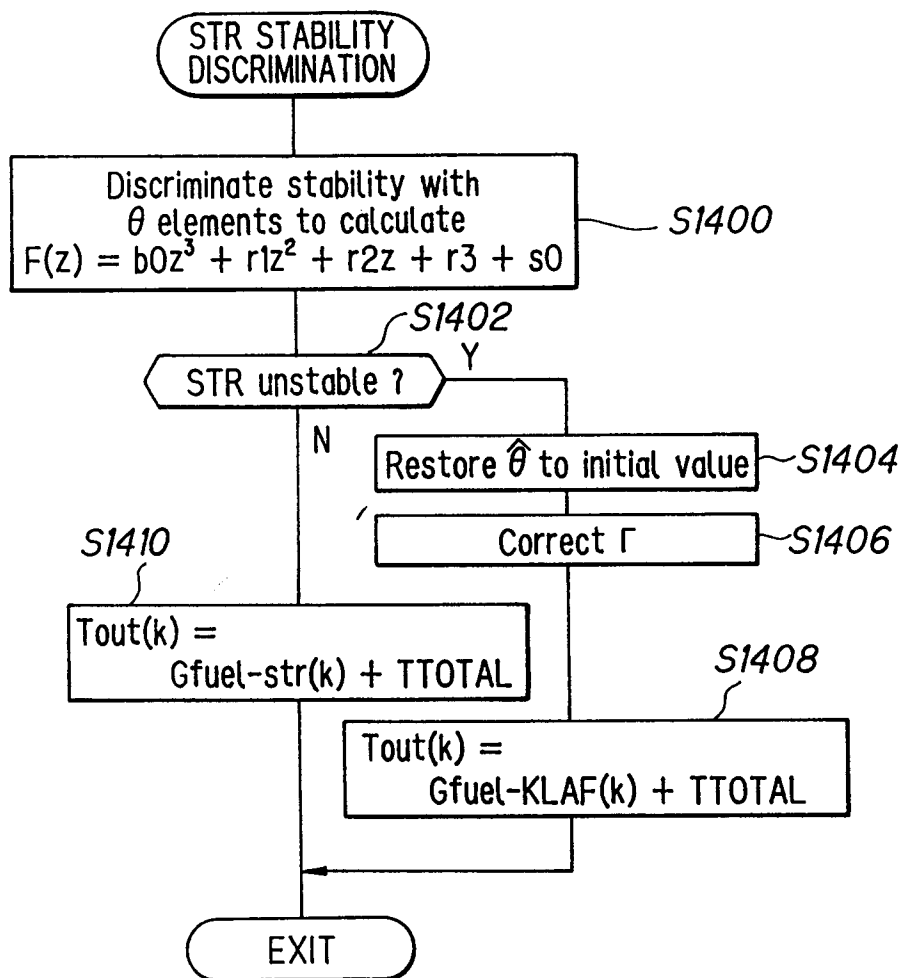 STR STABILITY
DISCRIMINATION
Discriminate stability with
θ elements to calculate
F(z) = b0z³ + r1z² + r2z + r3 + s0
S1400
S1402
STR unstable ?
Y
N
Restore θ̂ to initial value
S1404
Correct Γ
S1406
S1410
Tout(k) =
Gfuel-str(k) + TTOTAL
S1408
Tout(k) =
Gfuel-KLAF(k) + TTOTAL
EXIT